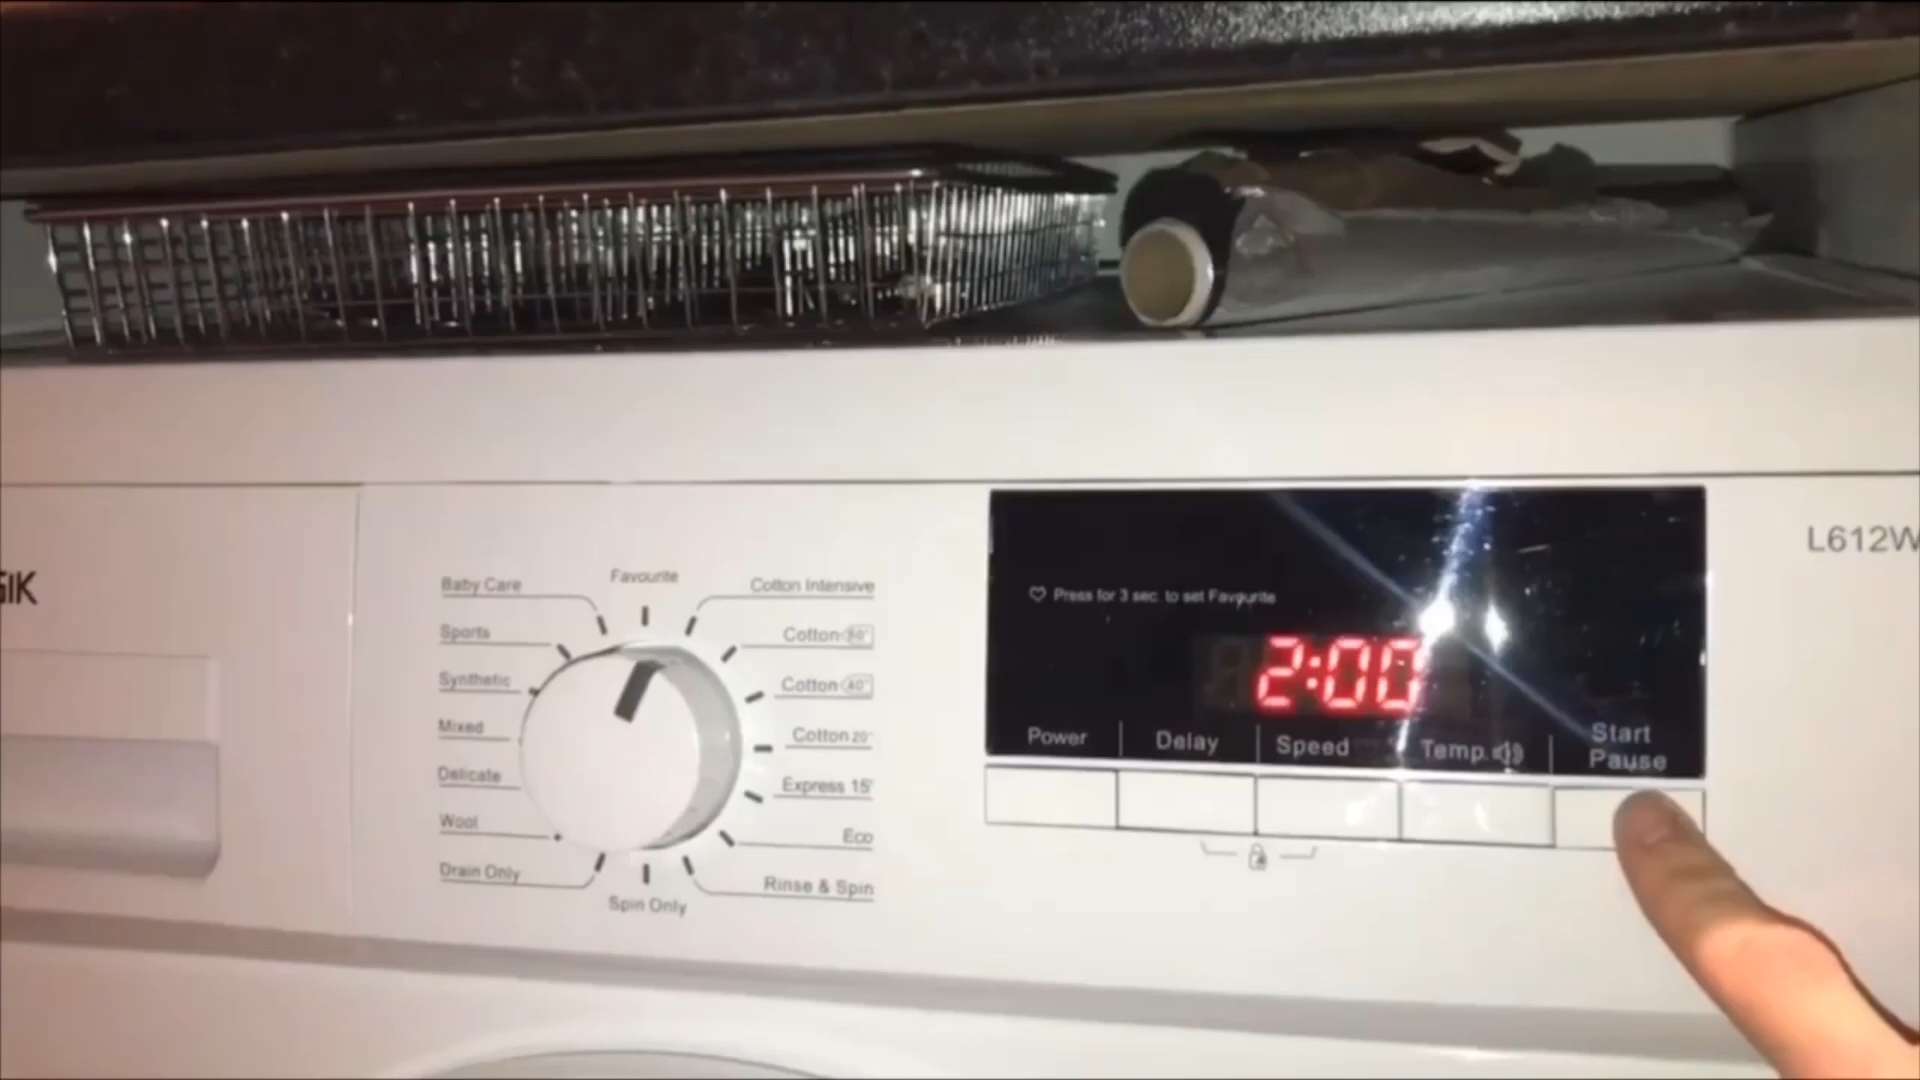 GIK
Baby Care
Sports
Synthetic
Mixed
Delicate
Wool
Drain Only
Favourite
Spin Only
Cotton Intensive
Cotton
Cotton 40°
Cotton 20°
Express 15'
Eco
Rinse & Spin
♡ Press for 3 sec. to set Favourite
2:00
Power
Delay
Speed
Temp.
Start
Pause
L612W